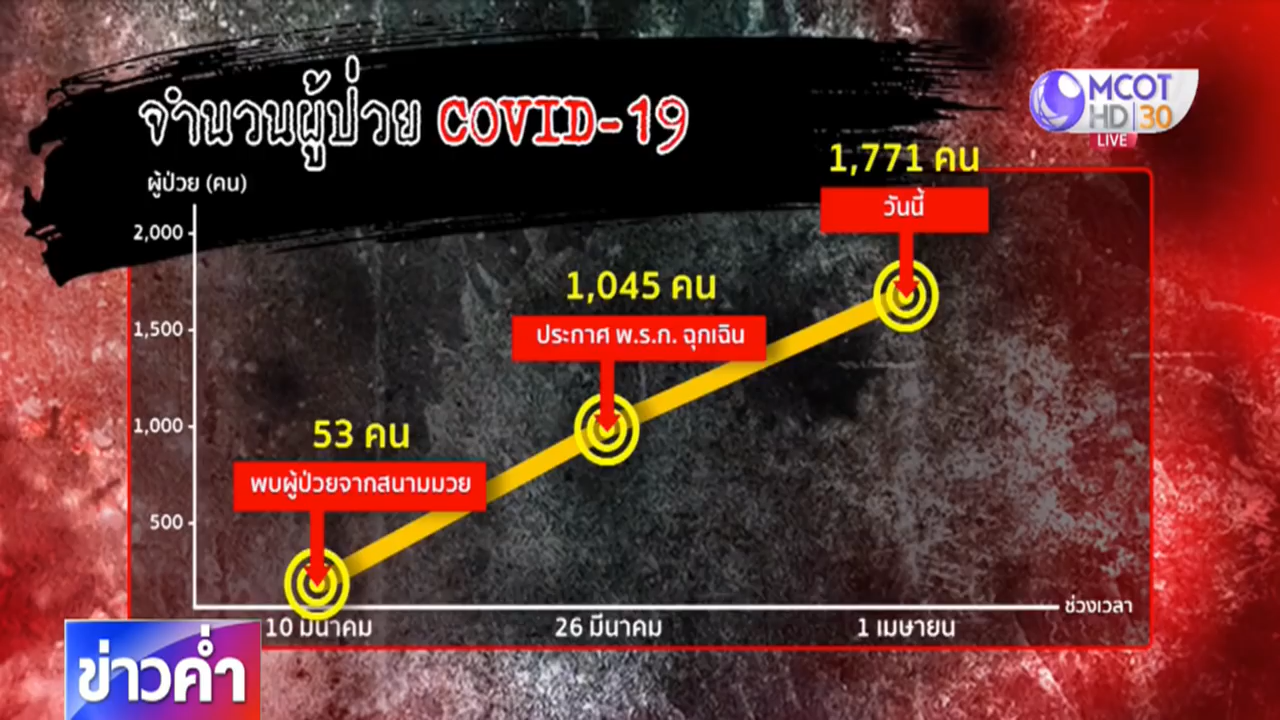 จำนวนผู้ป่วย COVID-19
MCOT
HD 30
LIVE
ผู้ป่วย (คน)
2,000
1,500
1,000
500
1,771 คน
วันนี้
1,045 คน
ประกาศ พ.ร.ก. ฉุกเฉิน
53 คน
พบผู้ป่วยจากสนามมวย
ช่วงเวลา
10 มีนาคม
26 มีนาคม
1 เมษายน
ข่าวค่ำ